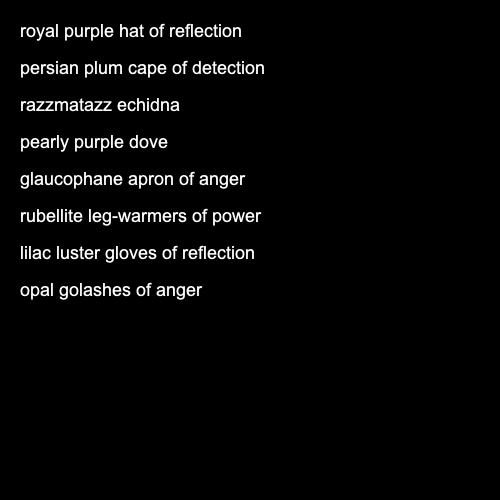 royal purple hat of reflection
persian plum cape of detection
razzmatazz echidna
pearly purple dove
glaucophane apron of anger
rubellite leg-warmers of power
lilac luster gloves of reflection
opal golashes of anger